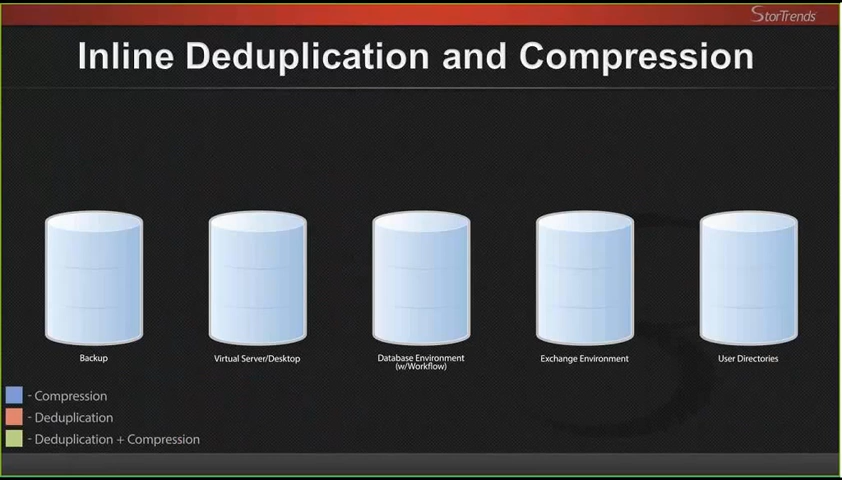 StorTrends
Inline Deduplication and Compression
Backup
Virtual Server/Desktop
Database Environment
(w/Workflow)
Exchange Environment
User Directories
- Compression
- Deduplication
- Deduplication + Compression